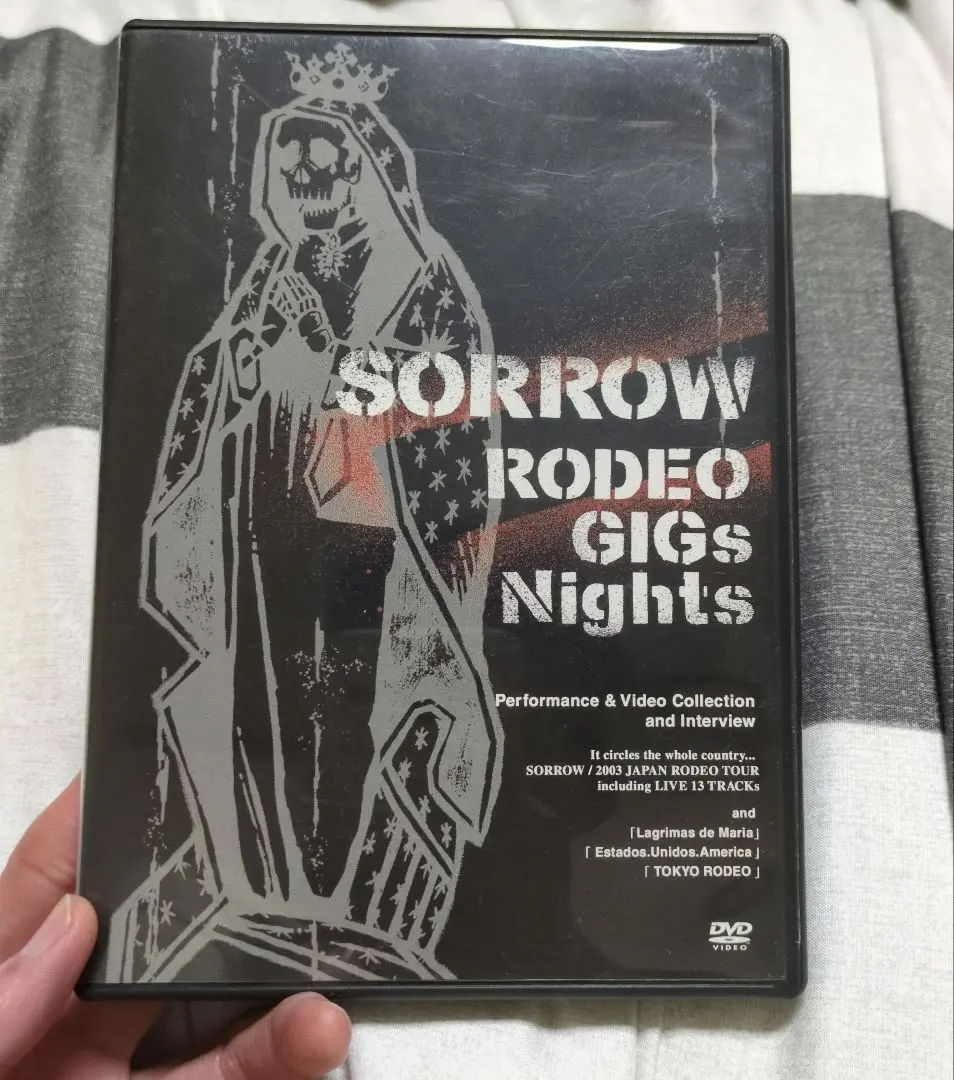 SORROW
RODEO
GIGs
Nights
Performance & Video Collection
and Interview
It circles the whole country...
SORROW / 2003 JAPAN RODEO TOUR
including LIVE 13 TRACKs
and
「Lagrimas de Maria」
「 Estados.Unidos.America 」
「 TOKYO RODEO 」
DVD
VIDEO